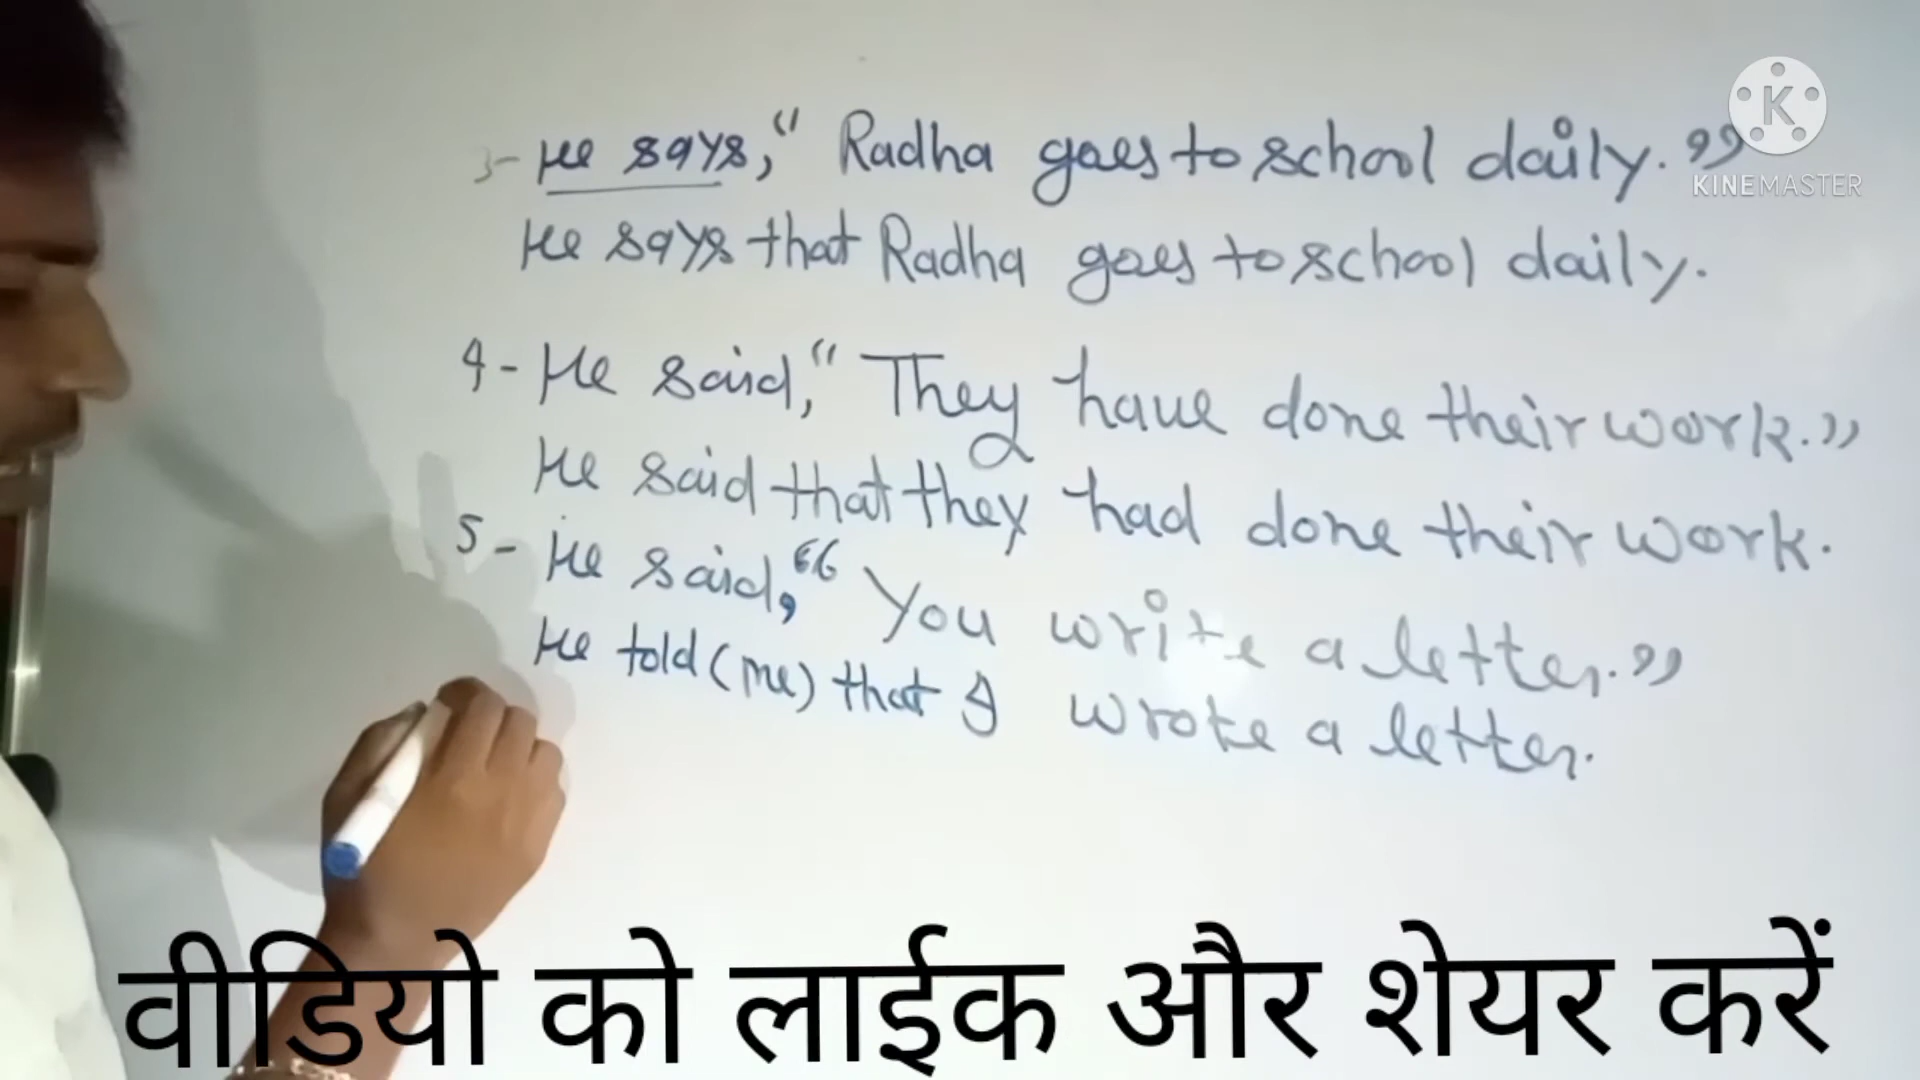 3- He says, “ Radha goes to school daily. ”
He says that Radha goes to school daily.
4- He said, “ They have done their work. ”
He said that they had done their work.
5- He said, “ You write a letter. ”
He told (me) that I wrote a letter.
K
KINEMASTER
वीडियो को लाईक और शेयर करें